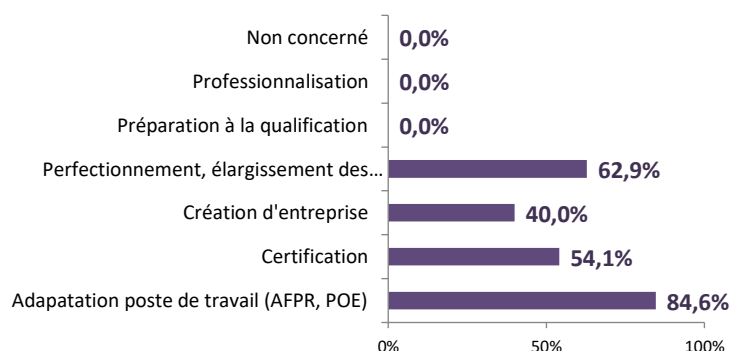 Non concerné 0,0%
Professionnalisation 0,0%
Préparation à la qualification 0,0%
Perfectionnement, élargissement des… 62,9%
Création d'entreprise 40,0%
Certification 54,1%
Adapatation poste de travail (AFPR, POE) 84,6%
0% 50% 100%